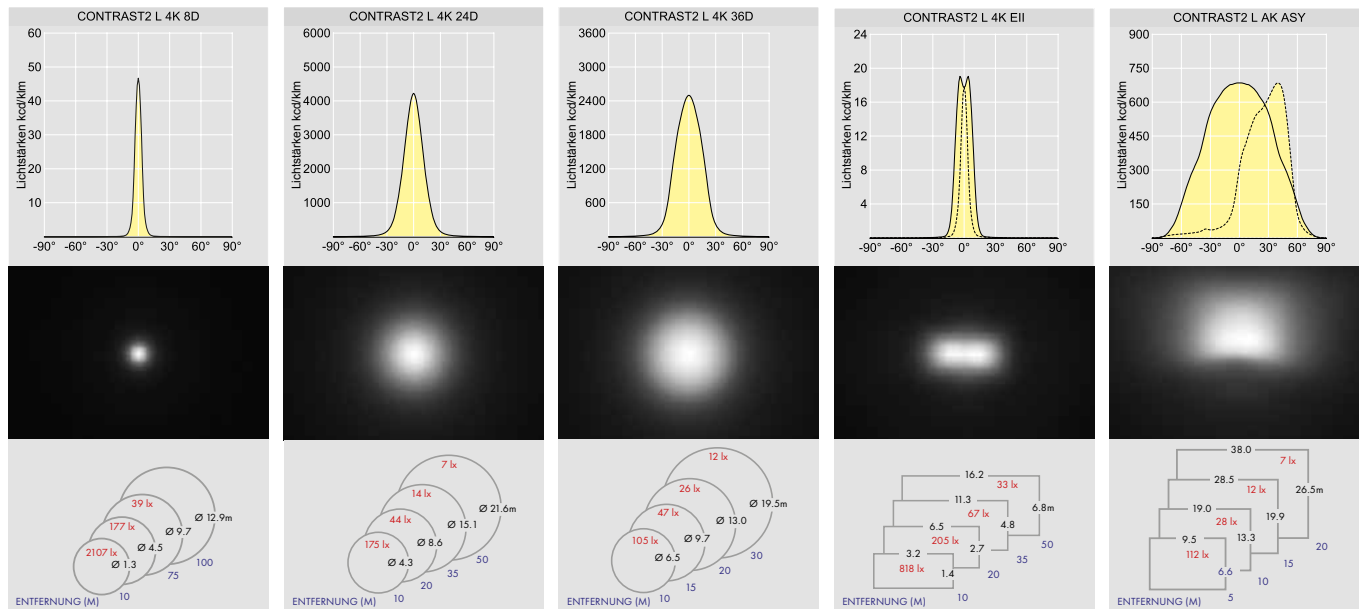 CONTRAST2 L 4K 8D
60
50
40
30
20
10
Lichtstärken kcd/klm
-90° -60° -30° 0° 30° 60° 90°
39 lx
177 lx
2107 lx
Ø 12.9m
Ø 9.7
Ø 4.5
Ø 1.3
100
75
10
ENTFERNUNG (M)
CONTRAST2 L 4K 24D
6000
5000
4000
3000
2000
1000
Lichtstärken kcd/klm
-90° -60° -30° 0° 30° 60° 90°
7 lx
14 lx
44 lx
175 lx
Ø 21.6m
Ø 15.1
Ø 8.6
Ø 4.3
50
35
20
10
ENTFERNUNG (M)
CONTRAST2 L 4K 36D
3600
3000
2400
1800
1200
600
Lichtstärken kcd/klm
-90° -60° -30° 0° 30° 60° 90°
12 lx
26 lx
47 lx
105 lx
Ø 19.5m
Ø 13.0
Ø 9.7
Ø 6.5
30
20
15
10
ENTFERNUNG (M)
CONTRAST2 L 4K EII
24
20
16
12
8
4
Lichtstärken kcd/klm
-90° -60° -30° 0° 30° 60° 90°
16.2
33 lx
11.3
6.8m
67 lx
6.5
4.8
205 lx
3.2
2.7
818 lx
1.4
50
35
20
10
ENTFERNUNG (M)
CONTRAST2 L AK ASY
900
750
600
450
300
150
Lichtstärken kcd/klm
-90° -60° -30° 0° 30° 60° 90°
38.0
7 lx
28.5
12 lx
26.5m
19.0
28 lx
19.9
9.5
13.3
112 lx
6.6
20
15
10
5
ENTFERNUNG (M)